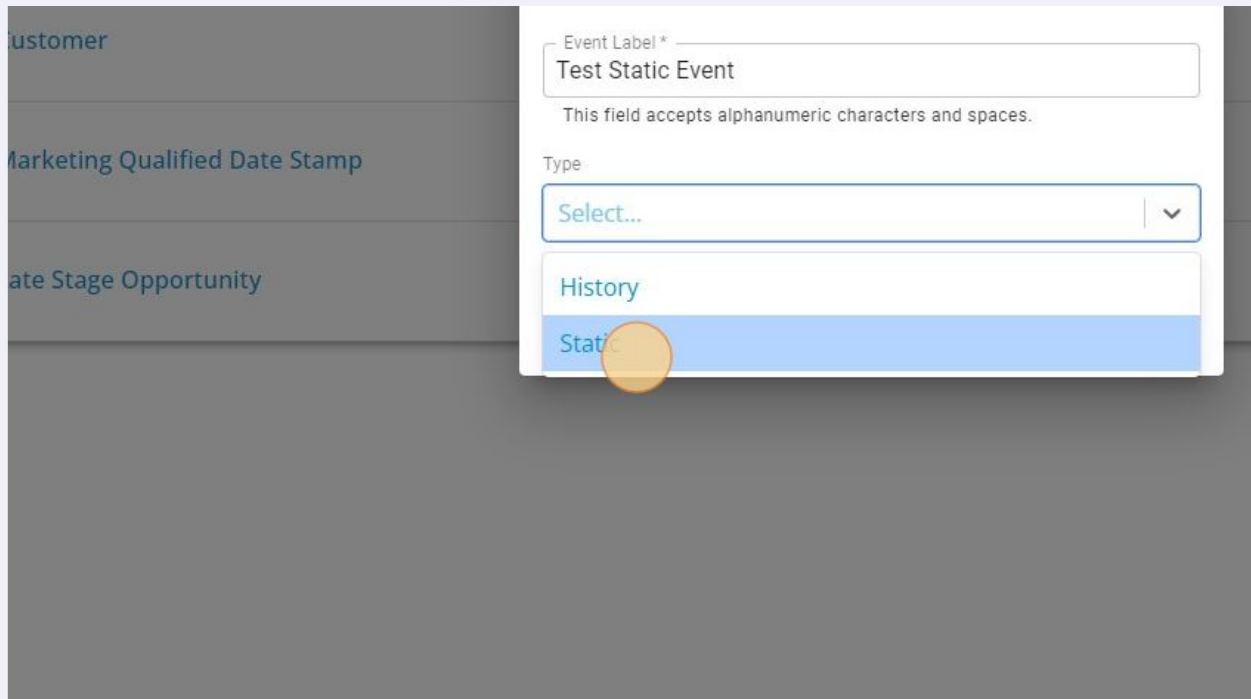 ustomer
Marketing Qualified Date Stamp
ate Stage Opportunity
Event Label *
Test Static Event
This field accepts alphanumeric characters and spaces.
Type
Select...
History
Static